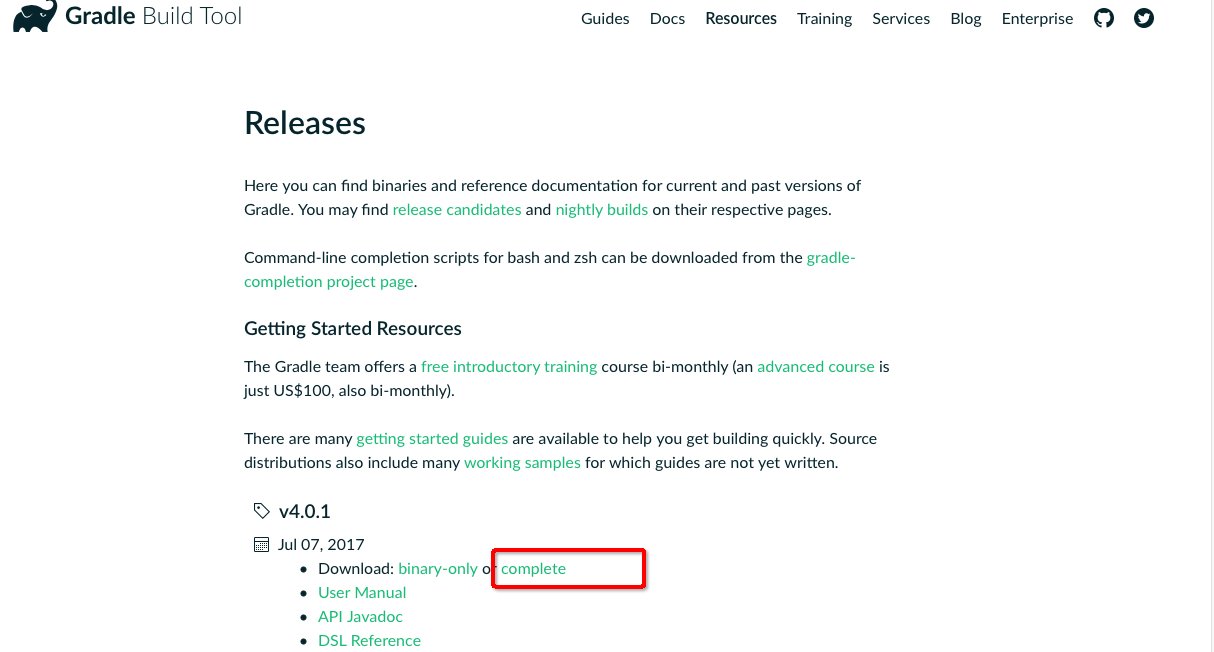 Gradle Build Tool
Guides Docs Resources Training Services Blog Enterprise
Releases
Here you can find binaries and reference documentation for current and past versions of
Gradle. You may find release candidates and nightly builds on their respective pages.
Command-line completion scripts for bash and zsh can be downloaded from the gradle-
completion project page.
Getting Started Resources
The Gradle team offers a free introductory training course bi-monthly (an advanced course is
just US$100, also bi-monthly).
There are many getting started guides are available to help you get building quickly. Source
distributions also include many working samples for which guides are not yet written.
v4.0.1
Jul 07, 2017
• Download: binary-only or complete
• User Manual
• API Javadoc
• DSL Reference